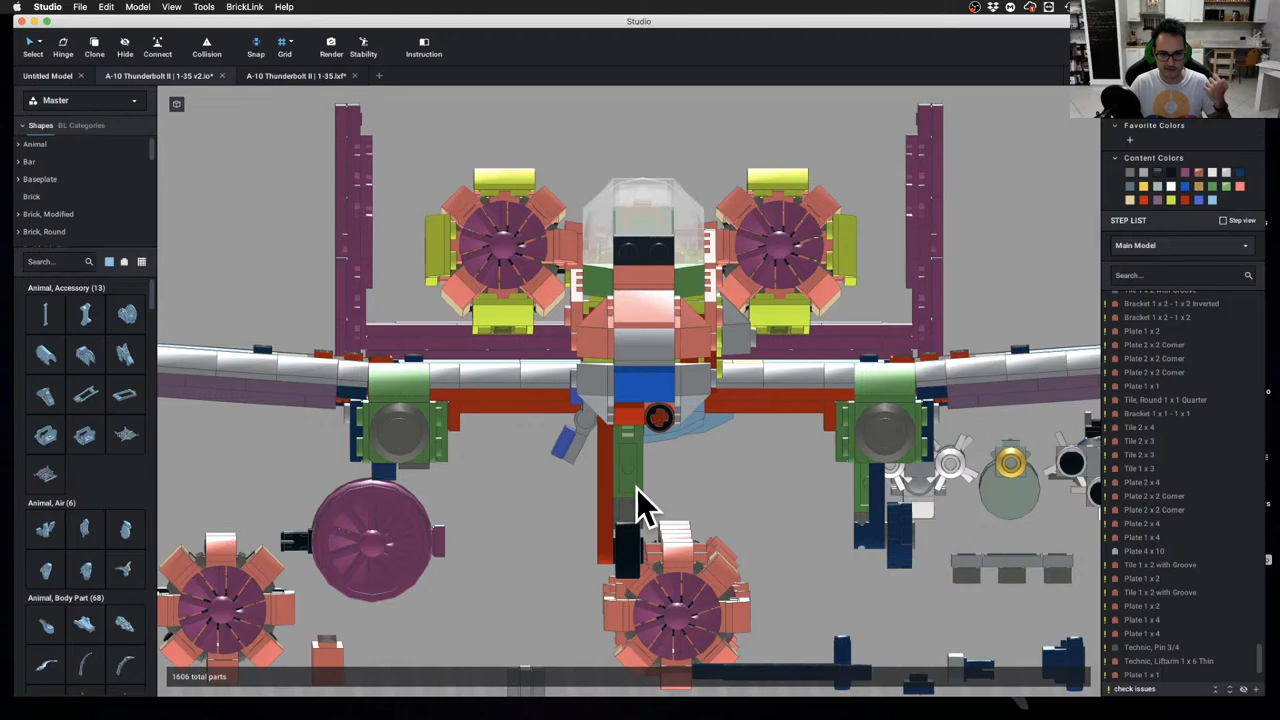 Studio File Edit Model View Tools BrickLink Help
Studio
Select Hinge Clone Hide Connect Collision Snap Grid Render Stability Instruction
Untitled Model A-10 Thunderbolt II | 1-35 v2.io* A-10 Thunderbolt II | 1-35.lxf*
Master
Shapes BL Categories
Animal
Bar
Baseplate
Brick
Brick, Modified
Brick, Round
Search...
Animal, Accessory (13)
Animal, Air (6)
Animal, Body Part (68)
1606 total parts
Favorite Colors
Content Colors
STEP LIST Step view
Main Model
Search...
Tile 1 x 2 with Groove
Bracket 1 x 2 - 1 x 2 Inverted
Bracket 1 x 2 - 1 x 2
Plate 1 x 2
Plate 2 x 2 Corner
Plate 2 x 2 Corner
Plate 2 x 2 Corner
Plate 1 x 1
Tile, Round 1 x 1 Quarter
Bracket 1 x 1 - 1 x 1
Tile 2 x 4
Tile 2 x 3
Tile 2 x 3
Tile 1 x 3
Plate 2 x 4
Plate 2 x 2 Corner
Plate 2 x 2 Corner
Plate 2 x 4
Plate 1 x 4
Plate 4 x 10
Tile 1 x 2 with Groove
Plate 1 x 2
Tile 1 x 2 with Groove
Plate 1 x 2
Plate 1 x 4
Plate 1 x 4
Technic, Pin 3/4
Technic, Liftarm 1 x 6 Thin
Plate 1 x 1
check issues